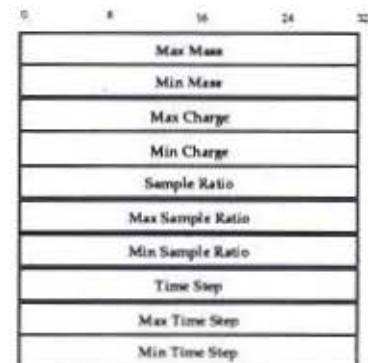 0 8 16 24 32
Max Mass
Min Mass
Max Charge
Min Charge
Sample Ratio
Max Sample Ratio
Min Sample Ratio
Time Step
Max Time Step
Min Time Step